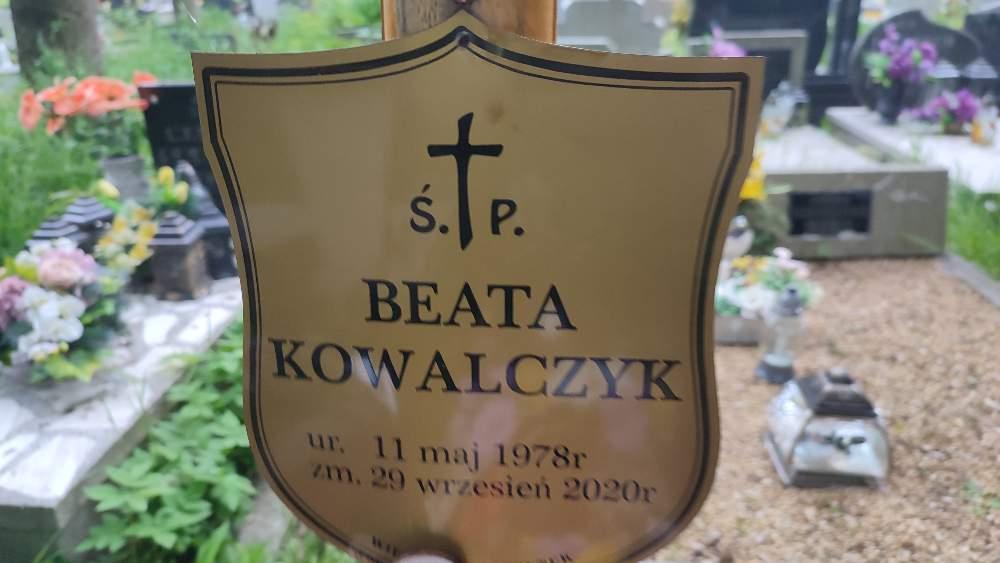 Ś. P.
BEATA
KOWALCZYK
ur. 11 maj 1978r
zm. 29 wrzesień 2020r